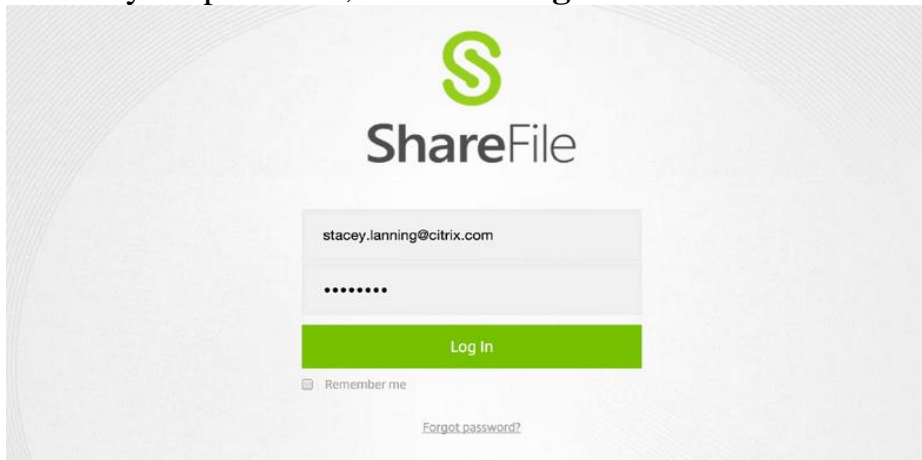 ShareFile
stacey.lanning@citrix.com
••••••••
Log In
Remember me
Forgot password?